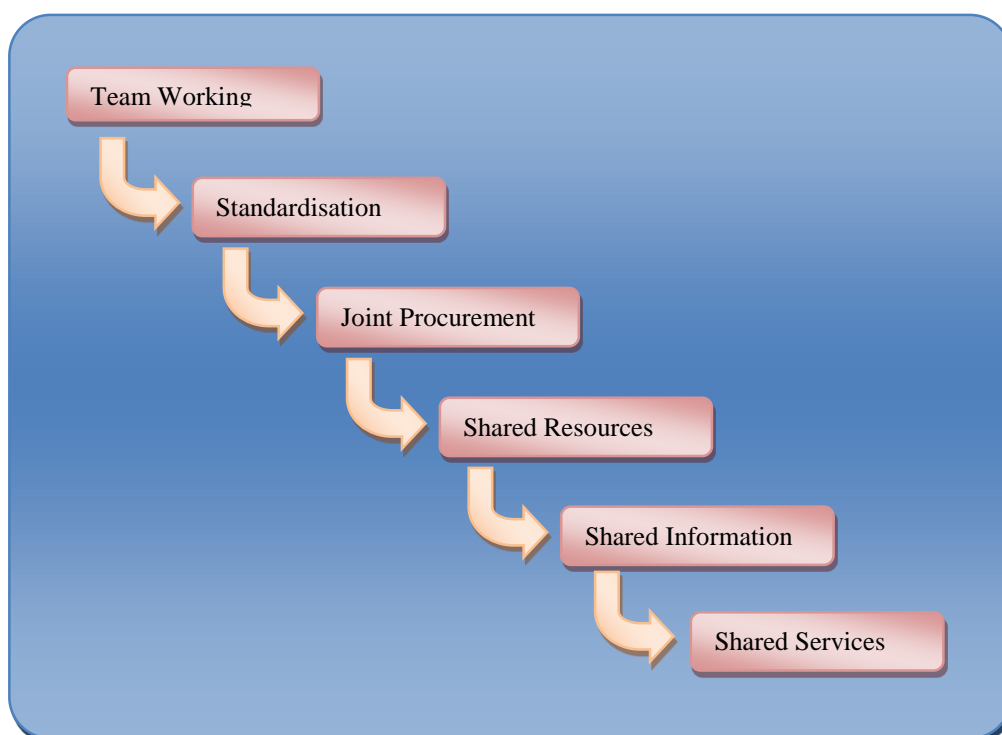 Team Working
Standardisation
Joint Procurement
Shared Resources
Shared Information
Shared Services